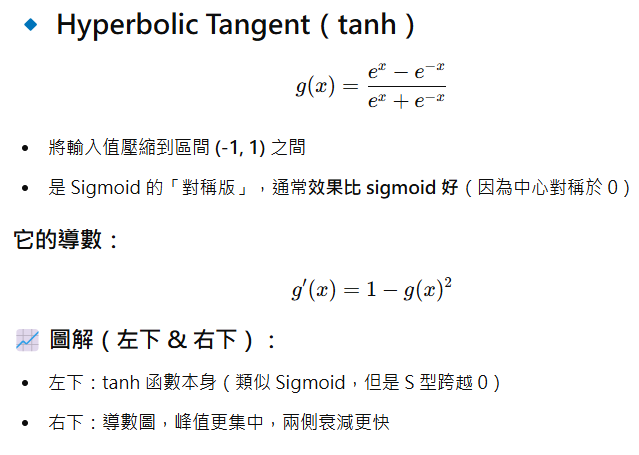 🔹 Hyperbolic Tangent（tanh）
g(x) = \frac{e^x − e^{−x}}{e^x + e^{−x}}
• 將輸入值壓縮到區間 (-1, 1) 之間
• 是 Sigmoid 的「對稱版」，通常效果比 sigmoid 好（因為中心對稱於 0）
它的導數：
g′(x) = 1 − g(x)²
📈 圖解（左下 & 右下）：
• 左下：tanh 函數本身（類似 Sigmoid，但是 S 型跨越 0）
• 右下：導數圖，峰值更集中，兩側衰減更快